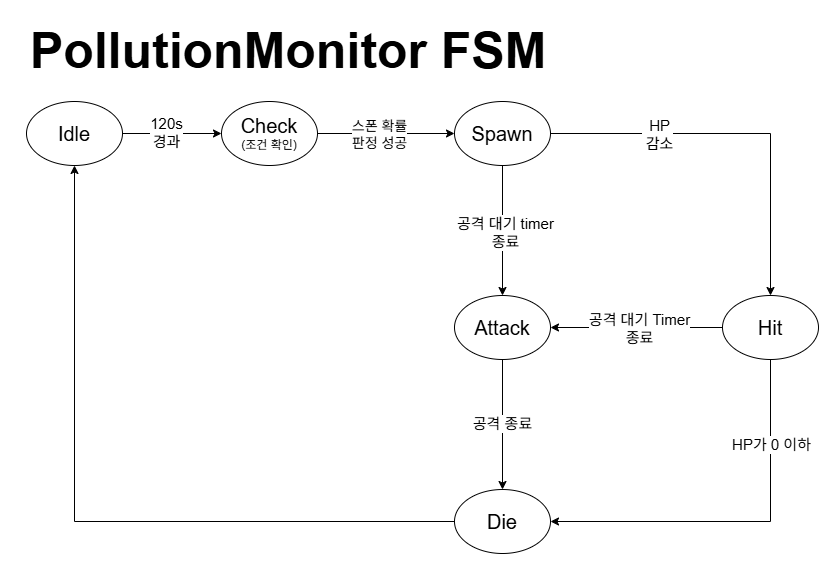 PollutionMonitor FSM
Idle
120s
경과
Check
(조건 확인)
스폰 확률
판정 성공
Spawn
HP
감소
공격 대기 timer
종료
Attack
공격 대기 Timer
종료
Hit
공격 종료
HP가 0 이하
Die